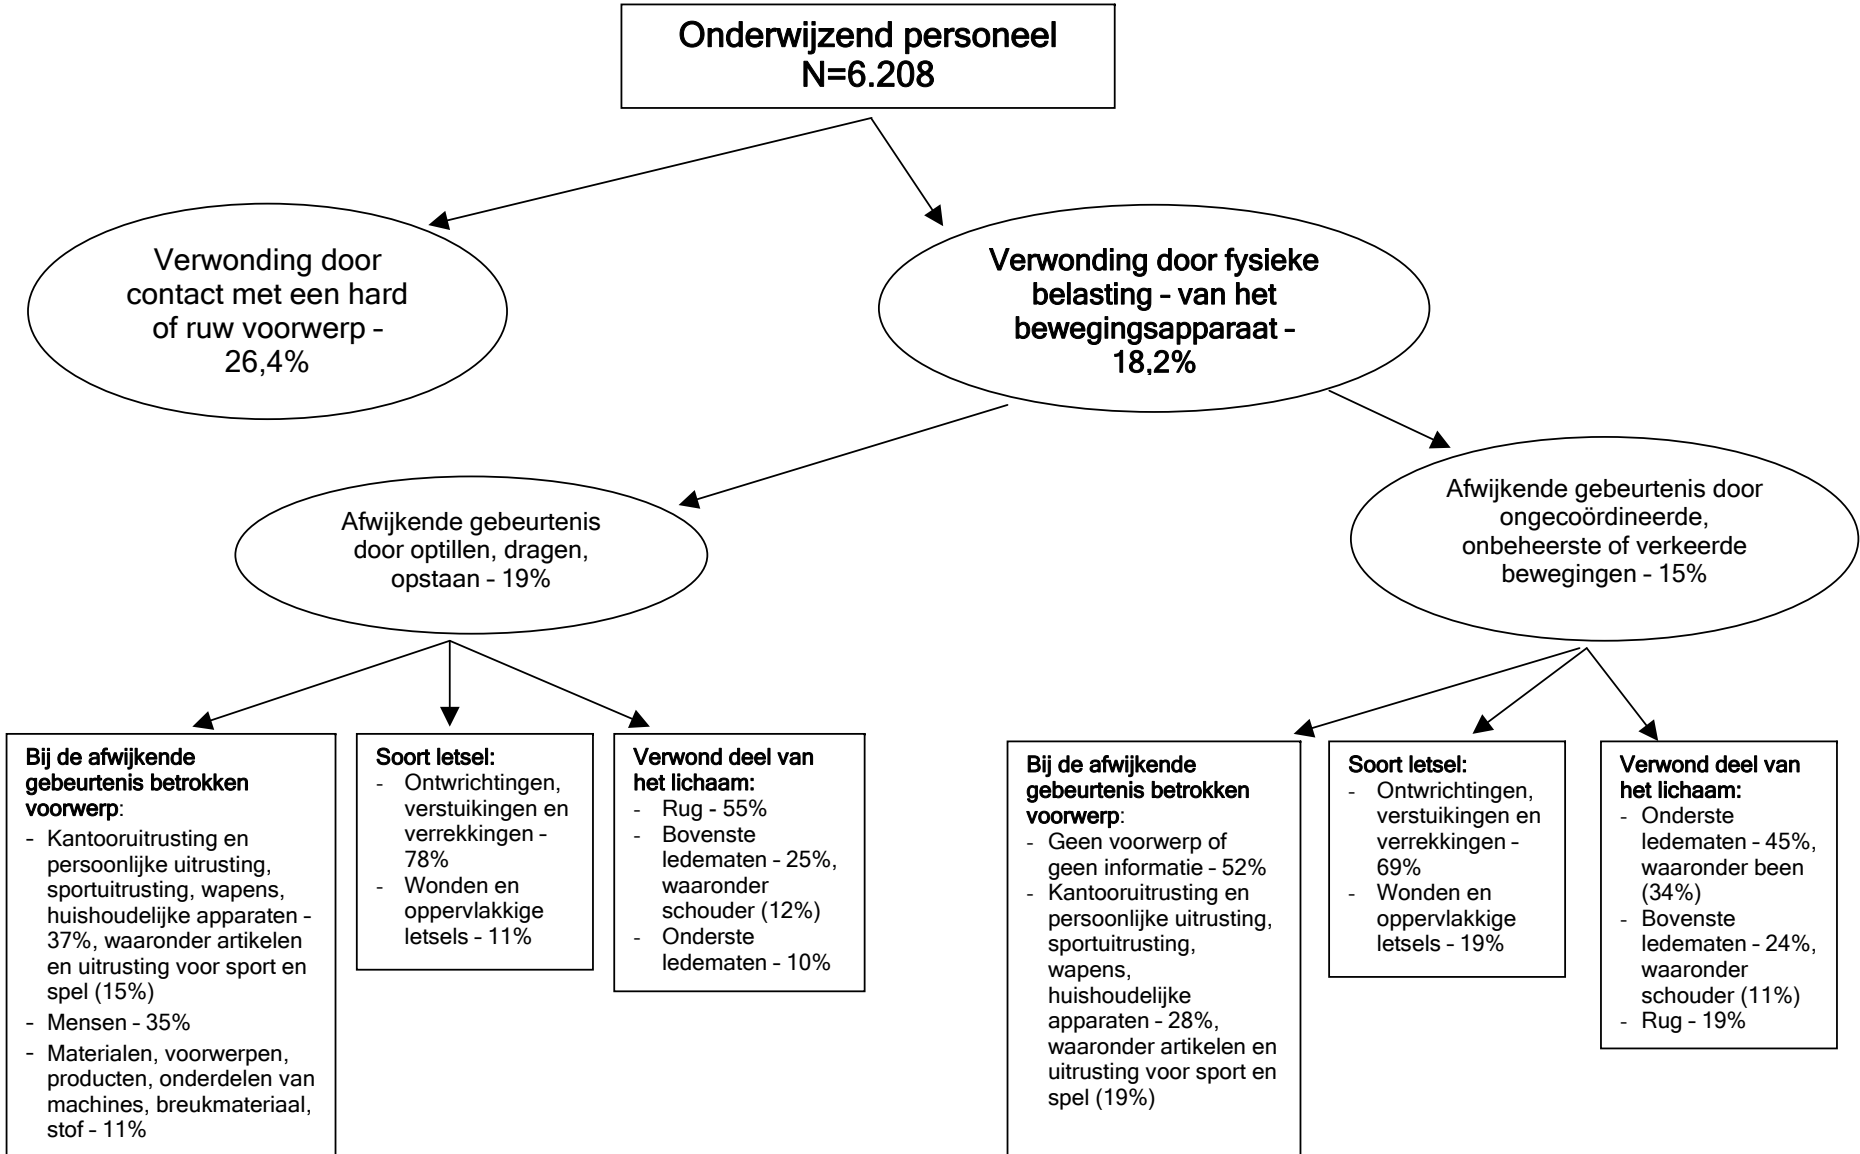 Onderwijzend personeel
N=6.208
Verwonding door
contact met een hard
of ruw voorwerp –
26,4%
Verwonding door fysieke
belasting – van het
bewegingsapparaat –
18,2%
Afwijkende gebeurtenis
door optillen, dragen,
opstaan – 19%
Afwijkende gebeurtenis door
ongecoördineerde,
onbeheerste of verkeerde
bewegingen – 15%
Bij de afwijkende
gebeurtenis betrokken
voorwerp:
- Kantooruitrusting en
persoonlijke uitrusting,
sportuitrusting, wapens,
huishoudelijke apparaten –
37%, waaronder artikelen
en uitrusting voor sport en
spel (15%)
- Mensen – 35%
- Materialen, voorwerpen,
producten, onderdelen van
machines, breukmateriaal,
stof – 11%
Soort letsel:
- Ontwrichtingen,
verstuikingen en
verrekkingen –
78%
- Wonden en
oppervlakkige
letsels – 11%
Verwond deel van
het lichaam:
- Rug – 55%
- Bovenste
ledematen – 25%,
waaronder
schouder (12%)
- Onderste
ledematen – 10%
Bij de afwijkende
gebeurtenis betrokken
voorwerp:
- Geen voorwerp of
geen informatie – 52%
- Kantooruitrusting en
persoonlijke uitrusting,
sportuitrusting,
wapens,
huishoudelijke
apparaten – 28%,
waaronder artikelen en
uitrusting voor sport en
spel (19%)
Soort letsel:
- Ontwrichtingen,
verstuikingen en
verrekkingen –
69%
- Wonden en
oppervlakkige
letsels – 19%
Verwond deel van
het lichaam:
- Onderste
ledematen – 45%,
waaronder been
(34%)
- Bovenste
ledematen – 24%,
waaronder
schouder (11%)
- Rug – 19%